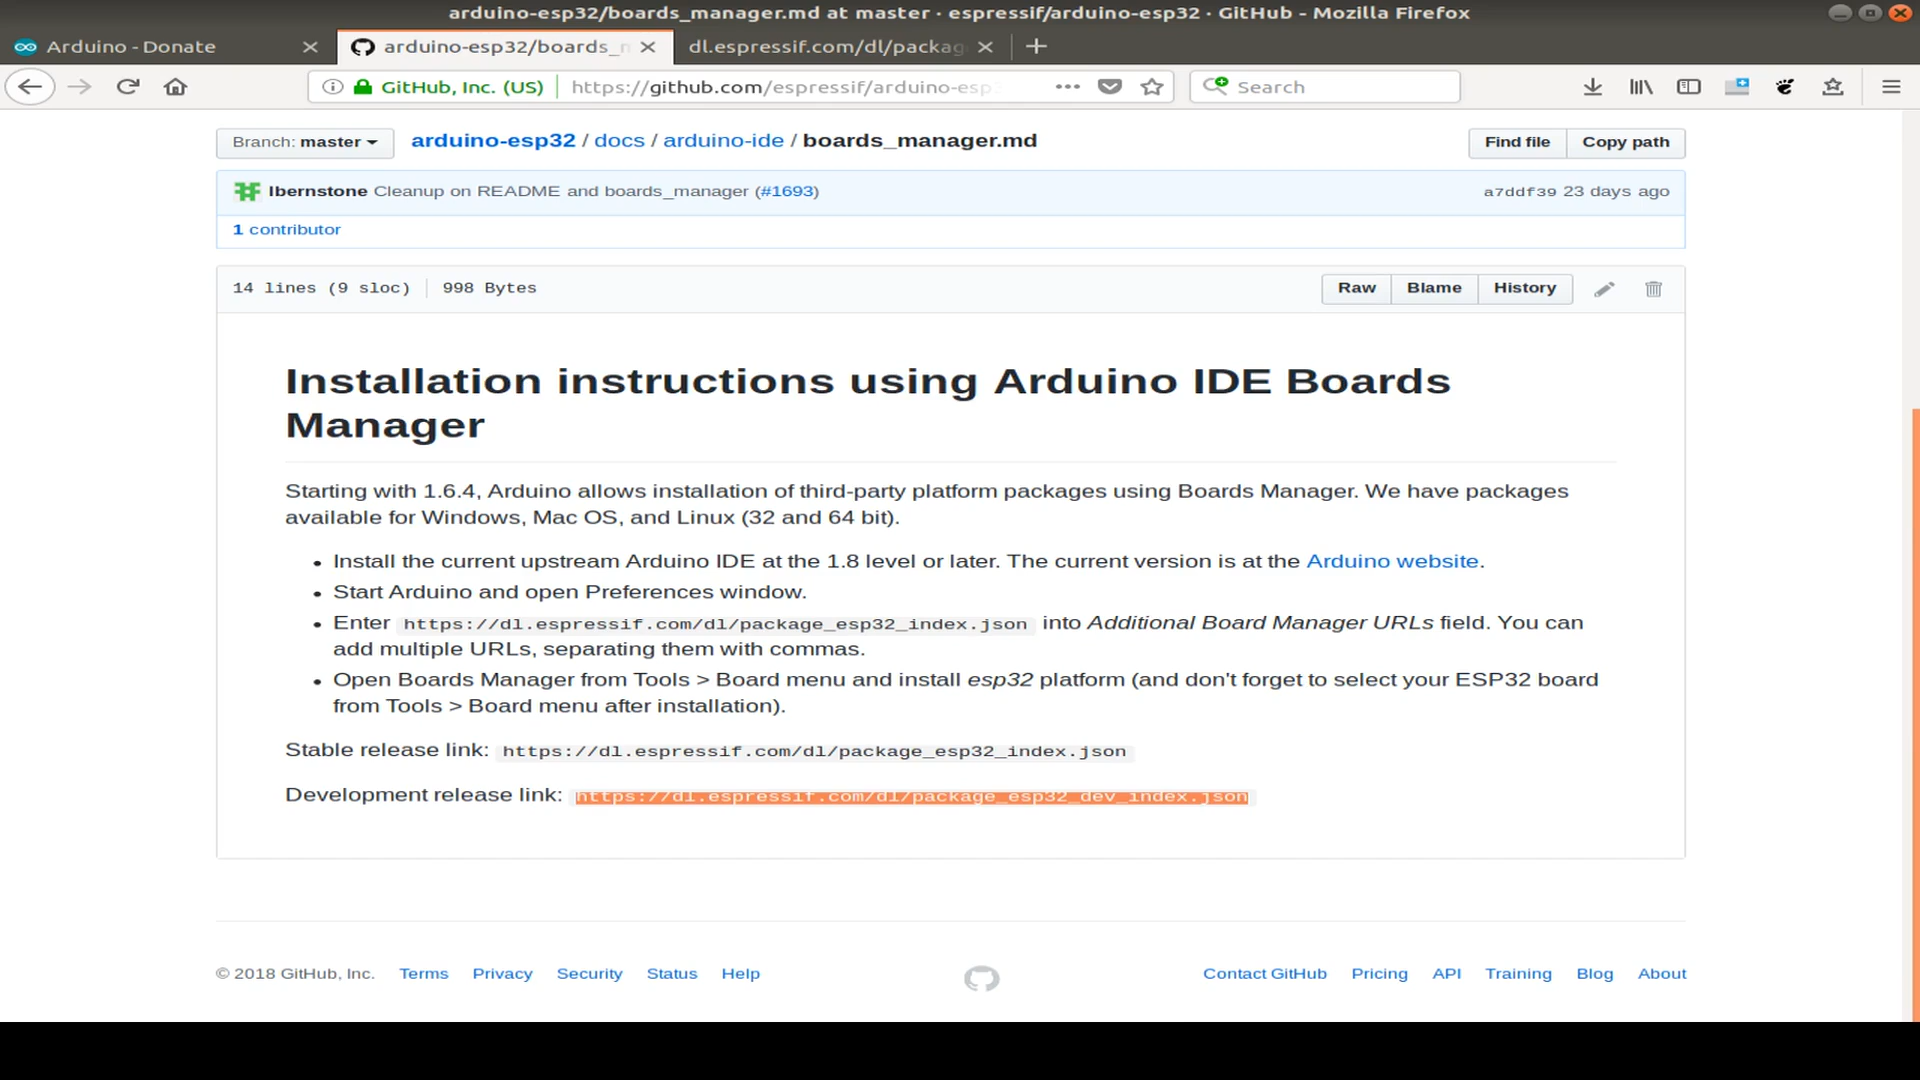 arduino-esp32/boards_manager.md at master · espressif/arduino-esp32 · GitHub - Mozilla Firefox
Arduino - Donate
arduino-esp32/boards_m
dl.espressif.com/dl/packag
GitHub, Inc. (US)
https://github.com/espressif/arduino-esp3
Search
Branch: master
arduino-esp32 / docs / arduino-ide / boards_manager.md
Find file
Copy path
lbernstone Cleanup on README and boards_manager (#1693)
a7ddf39 23 days ago
1 contributor
14 lines (9 sloc)
998 Bytes
Raw
Blame
History
Installation instructions using Arduino IDE Boards
Manager
Starting with 1.6.4, Arduino allows installation of third-party platform packages using Boards Manager. We have packages
available for Windows, Mac OS, and Linux (32 and 64 bit).
• Install the current upstream Arduino IDE at the 1.8 level or later. The current version is at the Arduino website.
• Start Arduino and open Preferences window.
• Enter https://dl.espressif.com/dl/package_esp32_index.json into Additional Board Manager URLs field. You can
add multiple URLs, separating them with commas.
• Open Boards Manager from Tools > Board menu and install esp32 platform (and don't forget to select your ESP32 board
from Tools > Board menu after installation).
Stable release link: https://dl.espressif.com/dl/package_esp32_index.json
Development release link: https://dl.espressif.com/dl/package_esp32_dev_index.json
© 2018 GitHub, Inc.
Terms
Privacy
Security
Status
Help
Contact GitHub
Pricing
API
Training
Blog
About